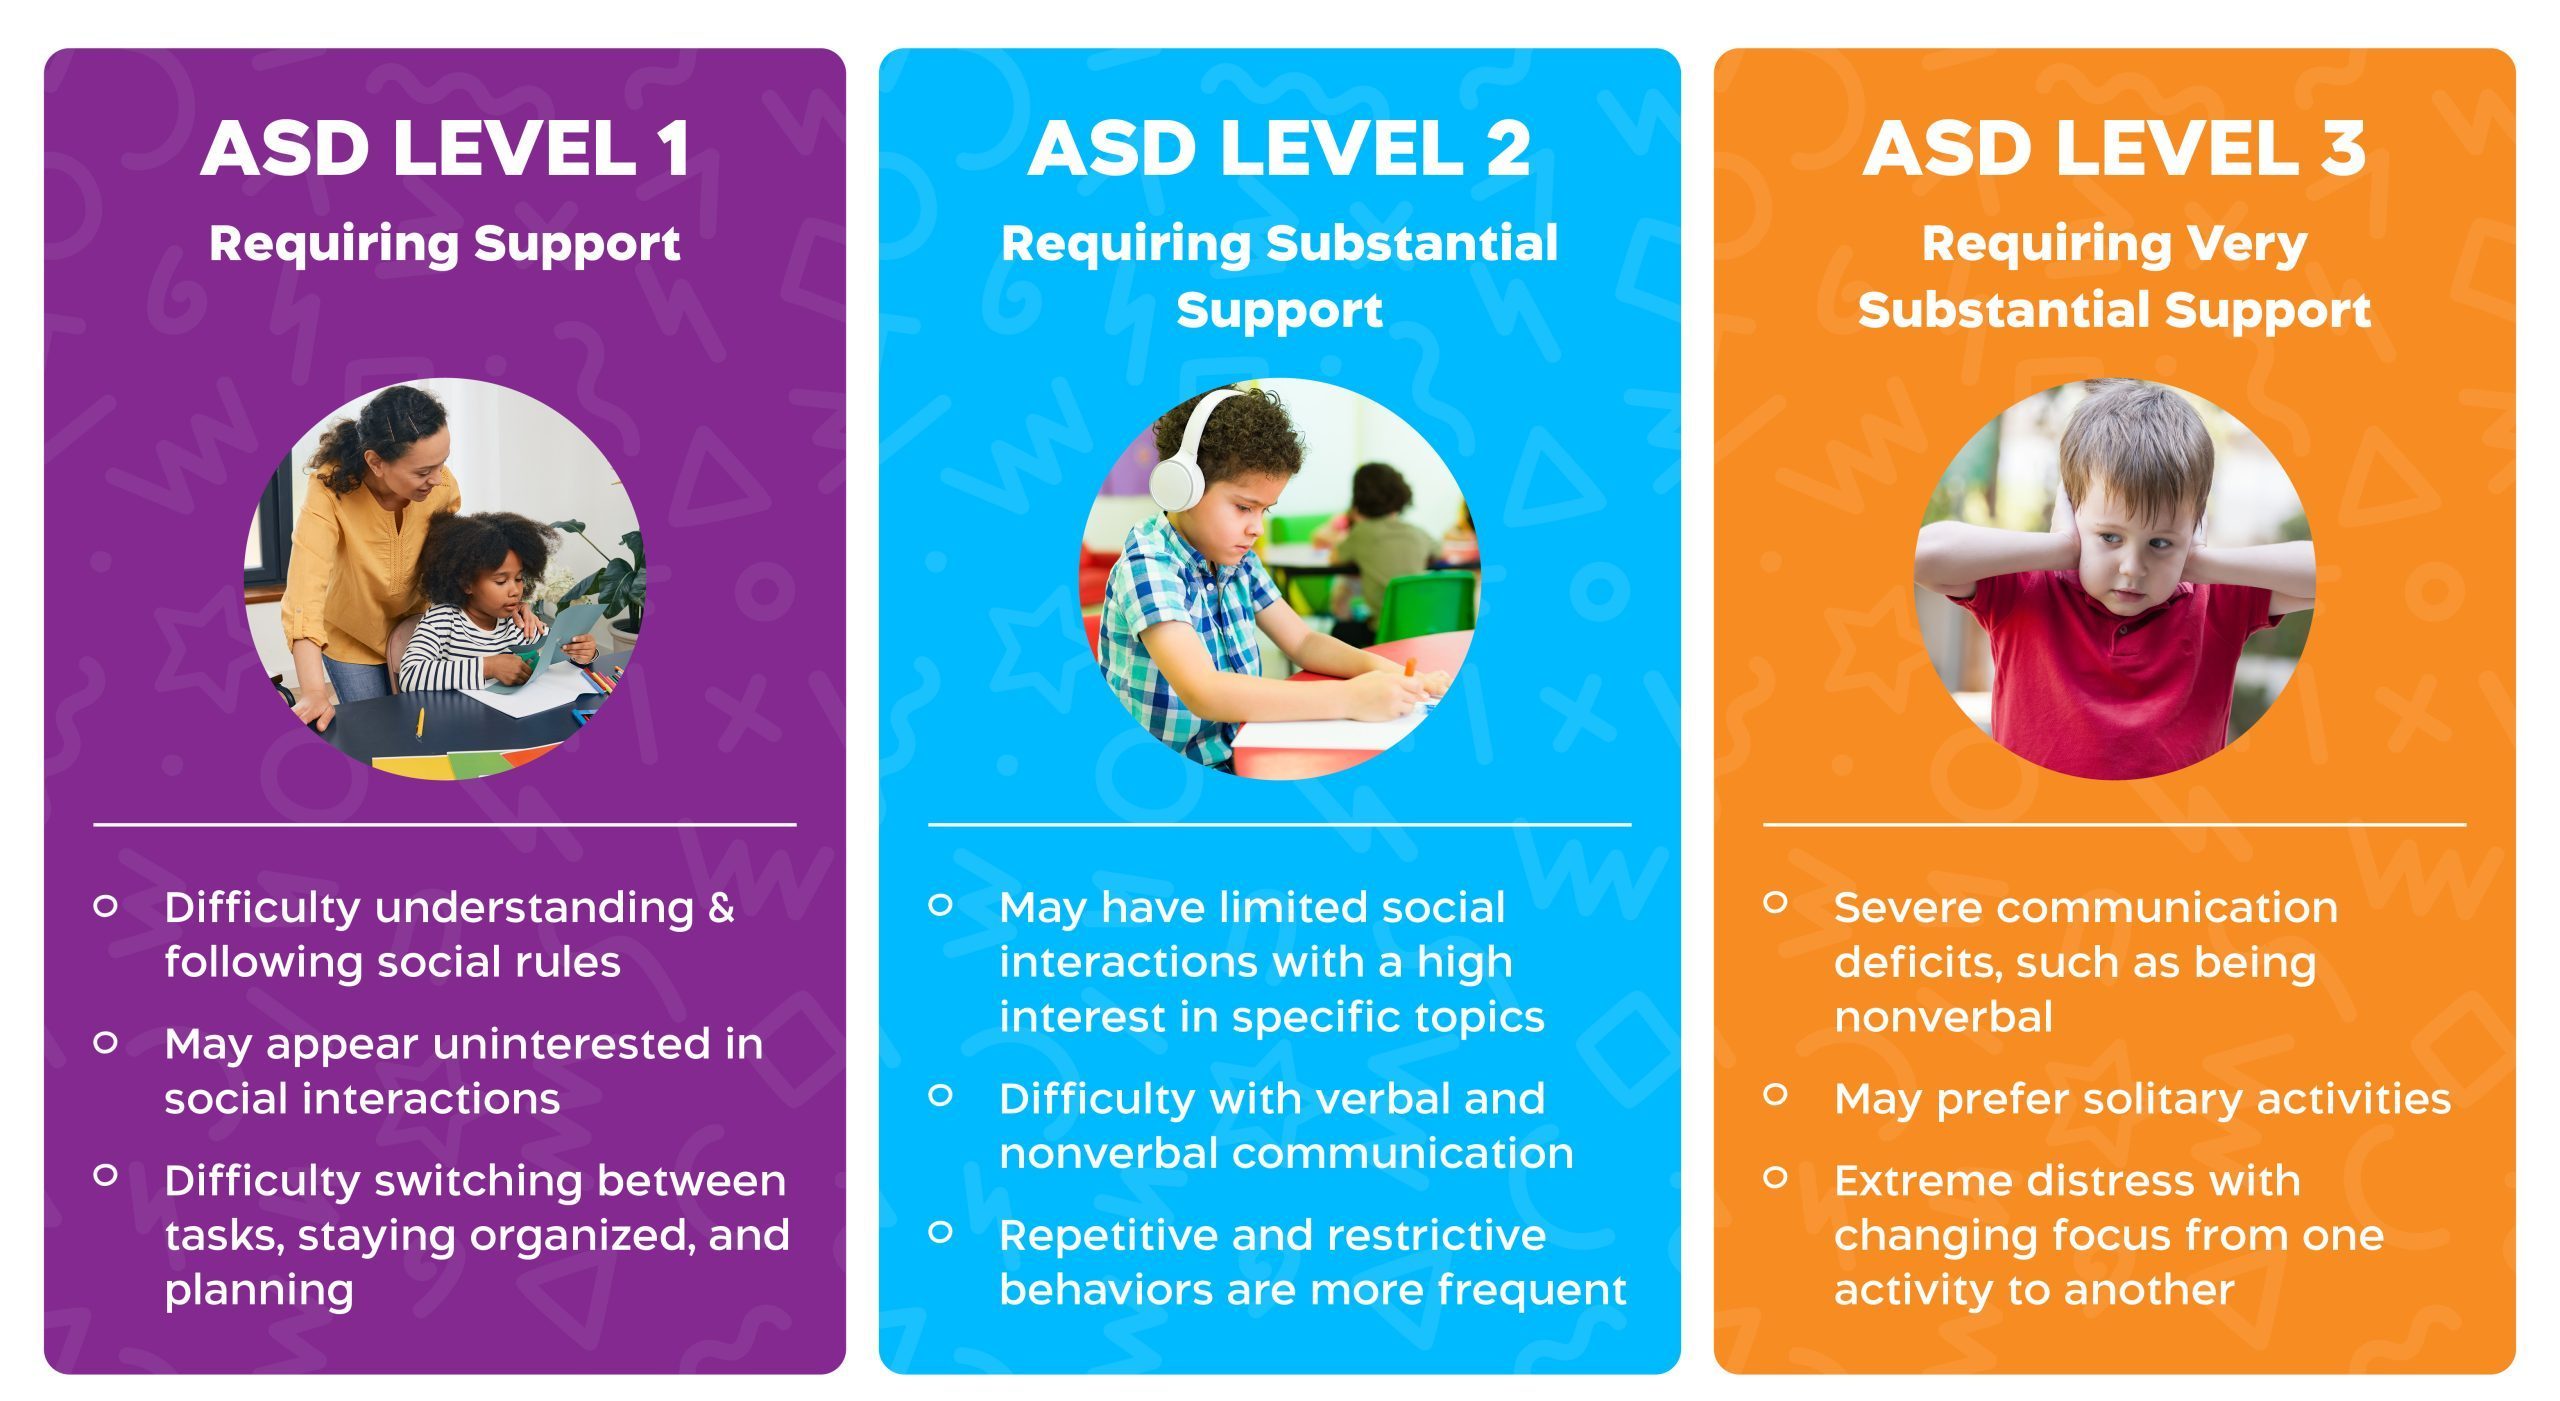 ASD LEVEL 1
Requiring Support
Difficulty understanding &
following social rules
May appear uninterested in
social interactions
Difficulty switching between
tasks, staying organized, and
planning
ASD LEVEL 2
Requiring Substantial
Support
May have limited social
interactions with a high
interest in specific topics
Difficulty with verbal and
nonverbal communication
Repetitive and restrictive
behaviors are more frequent
ASD LEVEL 3
Requiring Very
Substantial Support
Severe communication
deficits, such as being
nonverbal
May prefer solitary activities
Extreme distress with
changing focus from one
activity to another